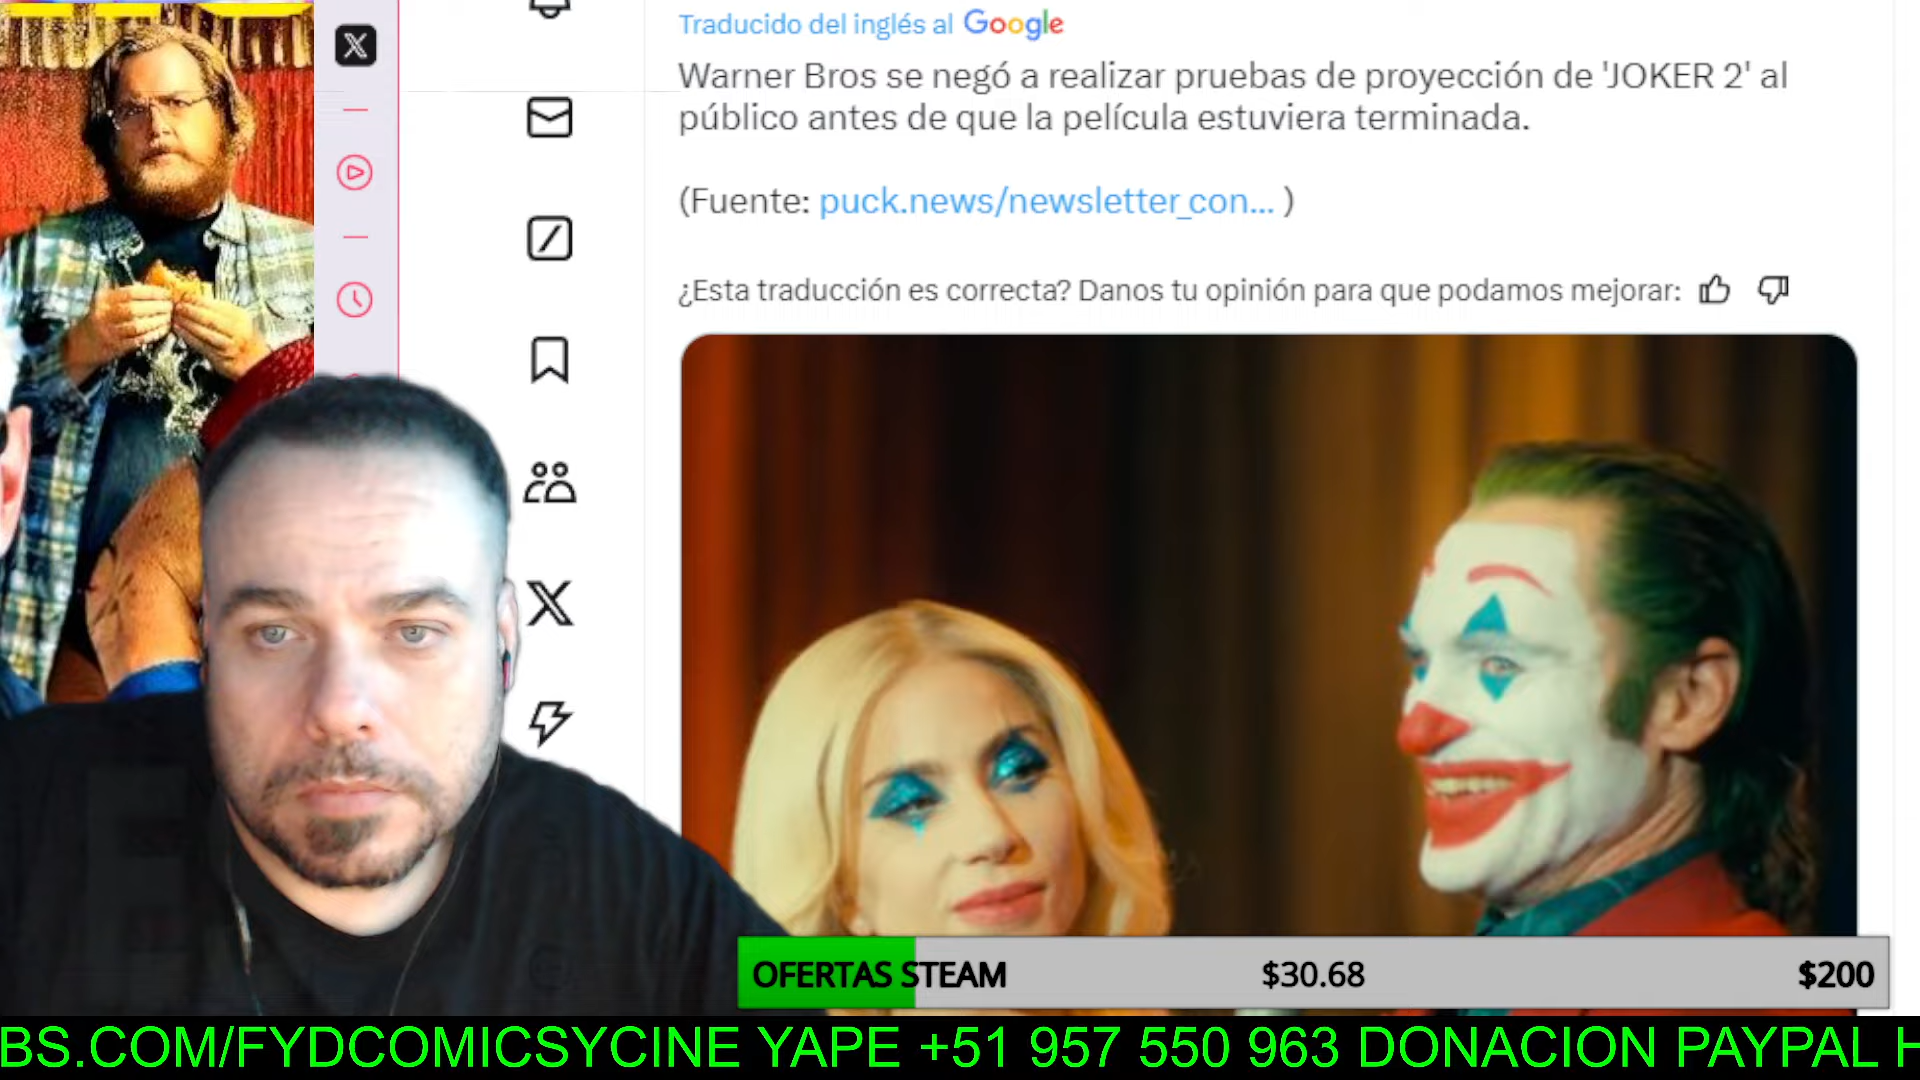 Traducido del inglés al Google
Warner Bros se negó a realizar pruebas de proyección de 'JOKER 2' al
público antes de que la película estuviera terminada.
(Fuente: puck.news/newsletter_con... )
¿Esta traducción es correcta? Danos tu opinión para que podamos mejorar:
OFERTAS STEAM $30.68 $200
BS.COM/FYDCOMICSYCINE YAPE +51 957 550 963 DONACION PAYPAL H